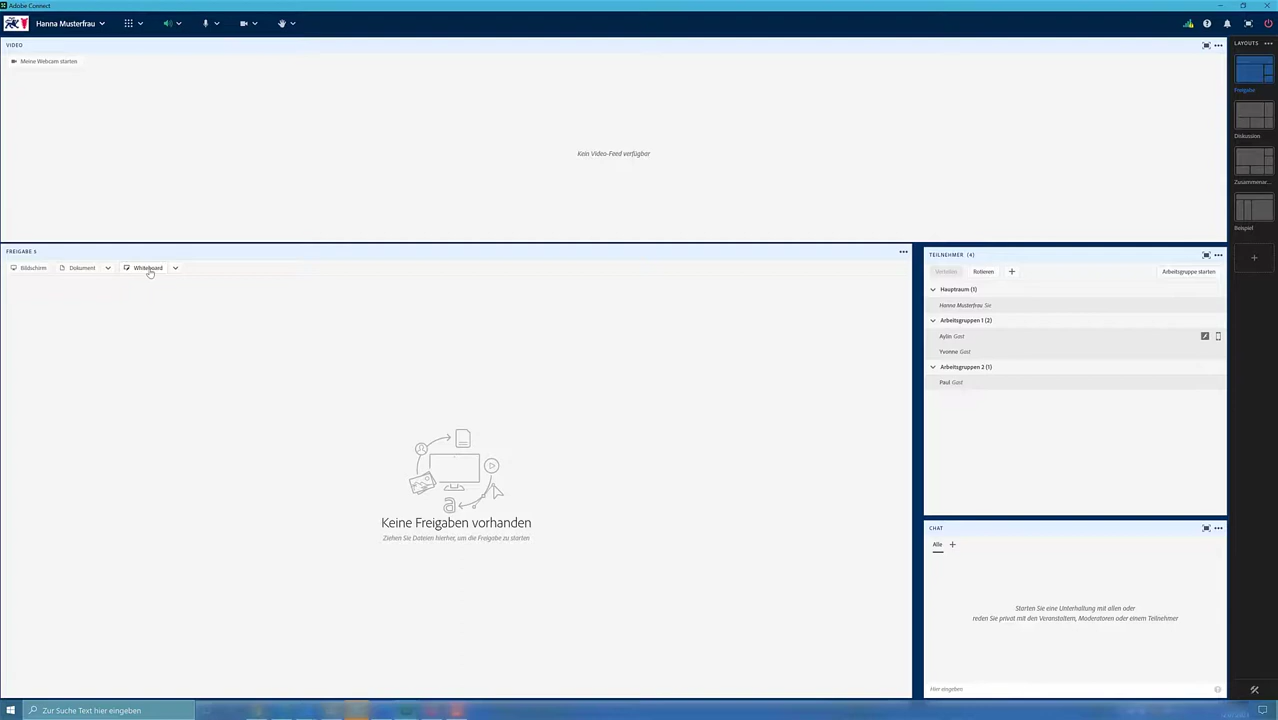 Adobe Connect
Hanna Musterfrau
VIDEO
Meine Webcam starten
Kein Video-Feed verfügbar
FREIGABE 5
Bildschirm Dokument Whiteboard
Keine Freigaben vorhanden
Ziehen Sie Dateien hierher, um die Freigabe zu starten
TEILNEHMER (4)
Verteilen Rotieren + Arbeitsgruppe starten
Hauptraum (1)
Hanna Musterfrau Sie
Arbeitsgruppen 1 (2)
Aylin Gast
Yvonne Gast
Arbeitsgruppen 2 (1)
Paul Gast
CHAT
Alle +
Starten Sie eine Unterhaltung mit allen oder
reden Sie privat mit den Veranstaltern, Moderatoren oder einem Teilnehmer
Hier eingeben
LAYOUTS
Freigabe
Diskussion
Zusammenar...
Beispiel
+
Zur Suche Text hier eingeben